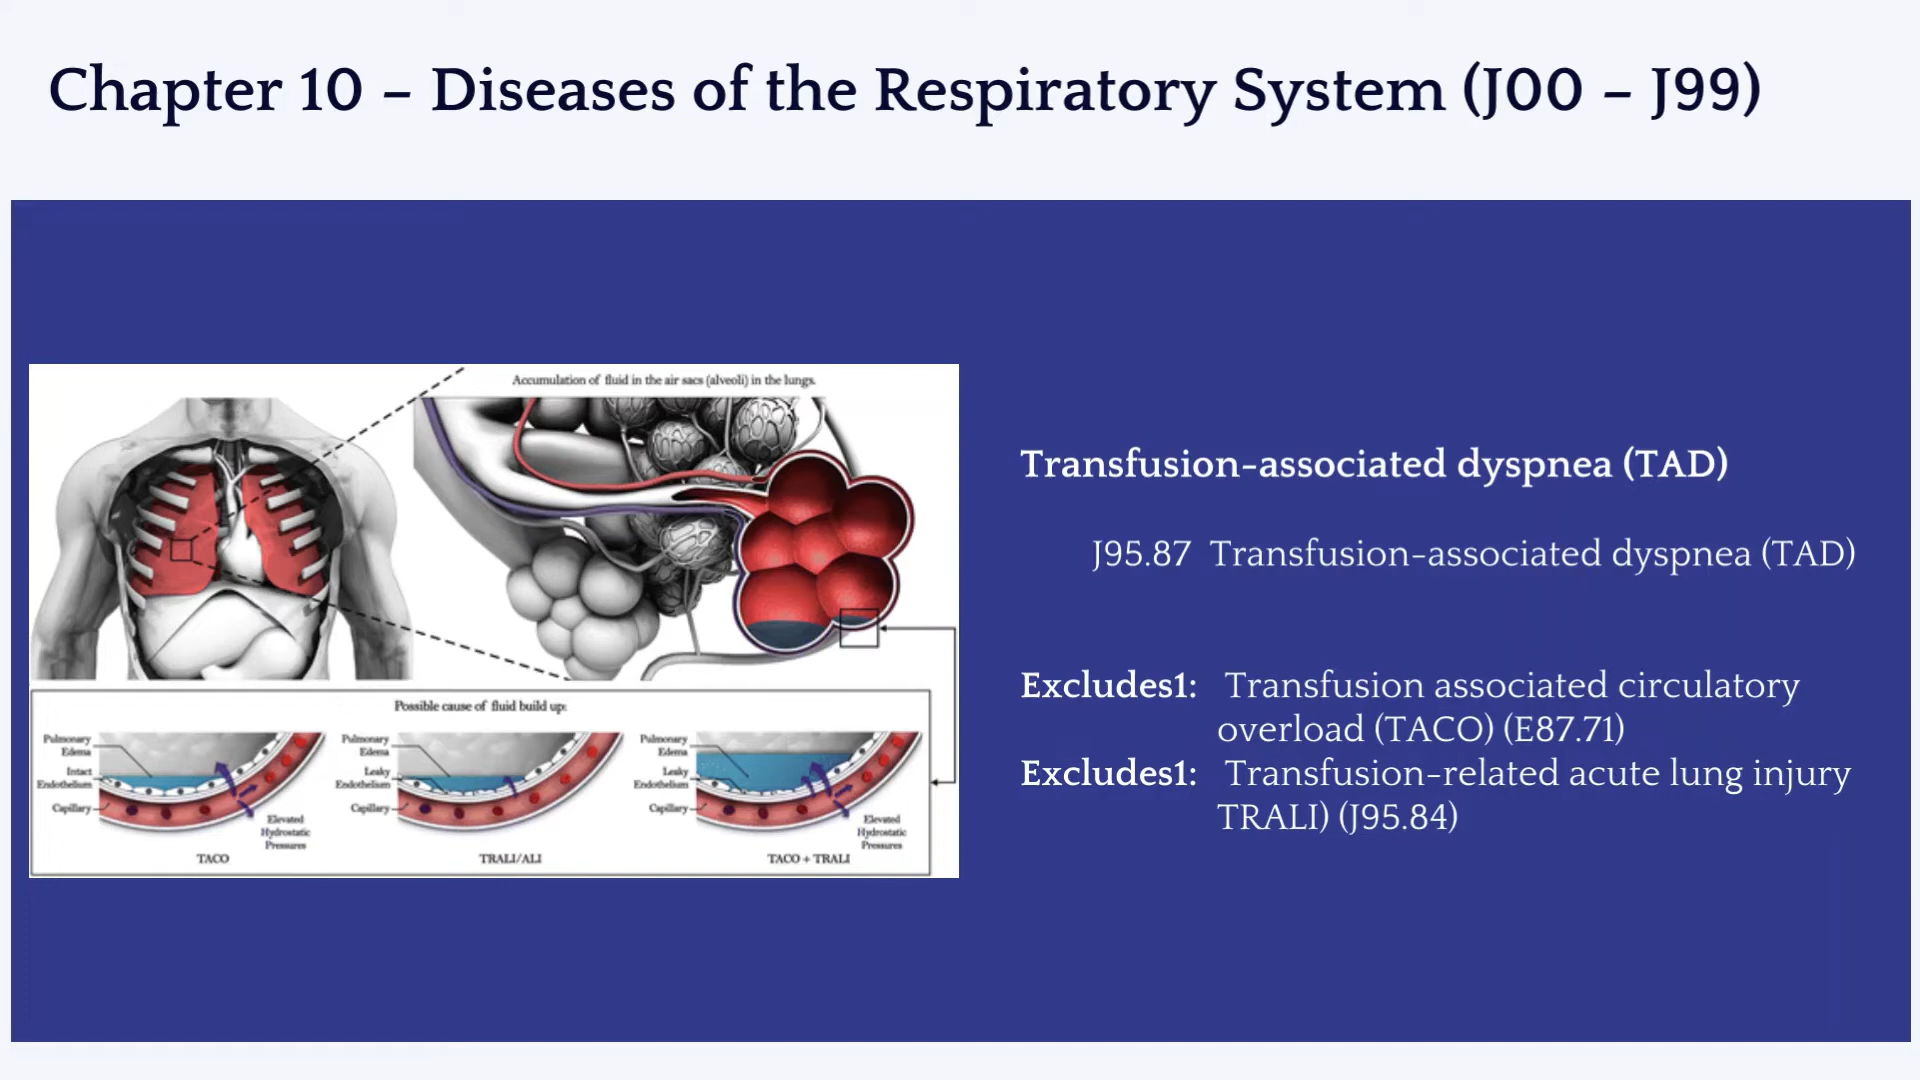 Chapter 10 – Diseases of the Respiratory System (J00 – J99)
Accumulation of fluid in the air sacs (alveoli) in the lungs.
Possible cause of fluid build up:
Pulmonary
Edema
Intact
Endothelium
Capillary
Elevated
Hydrostatic
Pressures
TACO
Pulmonary
Edema
Leaky
Endothelium
Capillary
TRALI/ALI
Pulmonary
Edema
Leaky
Endothelium
Capillary
Elevated
Hydrostatic
Pressures
TACO + TRALI
Transfusion-associated dyspnea (TAD)
J95.87 Transfusion-associated dyspnea (TAD)
Excludes1: Transfusion associated circulatory
overload (TACO) (E87.71)
Excludes1: Transfusion-related acute lung injury
TRALI) (J95.84)